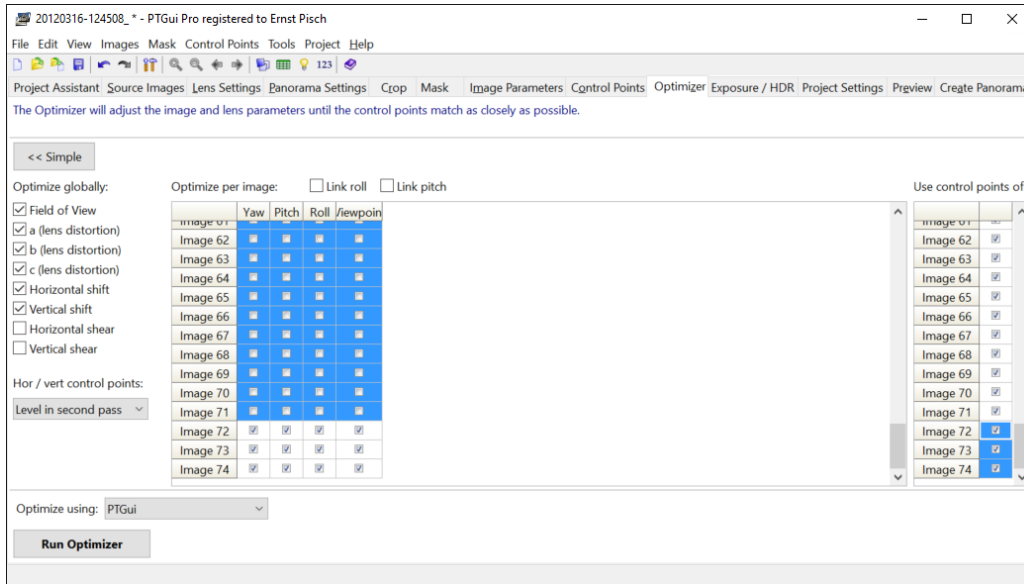 20120316-124508_ * - PTGui Pro registered to Ernst Pisch
File Edit View Images Mask Control Points Tools Project Help
123
Project Assistant Source Images Lens Settings Panorama Settings Crop Mask Image Parameters Control Points Optimizer Exposure / HDR Project Settings Preview Create Panorama
The Optimizer will adjust the image and lens parameters until the control points match as closely as possible.
<< Simple
Optimize globally:
Field of View
a (lens distortion)
b (lens distortion)
c (lens distortion)
Horizontal shift
Vertical shift
Horizontal shear
Vertical shear
Hor / vert control points:
Level in second pass
Optimize per image: Link roll Link pitch
Yaw Pitch Roll Viewpoin
Image 61
Image 62
Image 63
Image 64
Image 65
Image 66
Image 67
Image 68
Image 69
Image 70
Image 71
Image 72
Image 73
Image 74
Use control points of
Image 61
Image 62
Image 63
Image 64
Image 65
Image 66
Image 67
Image 68
Image 69
Image 70
Image 71
Image 72
Image 73
Image 74
Optimize using: PTGui
Run Optimizer